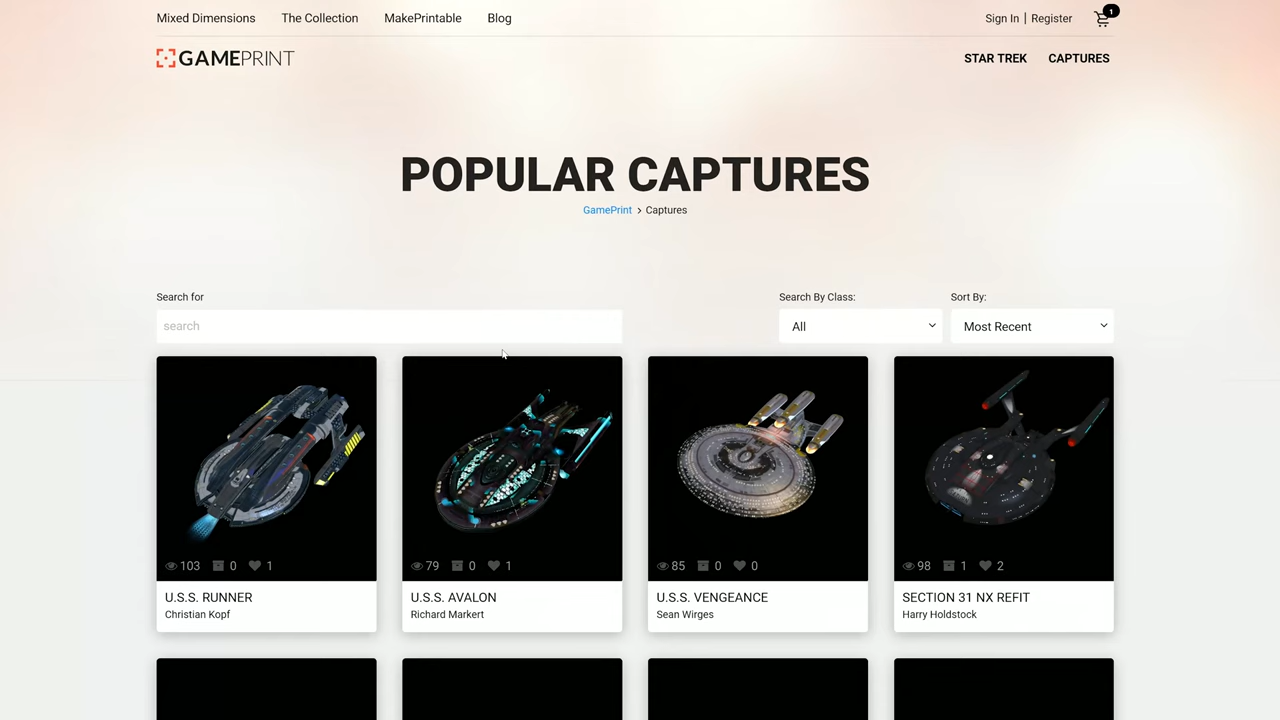 Mixed Dimensions The Collection MakePrintable Blog Sign In | Register 1
GAMEPRINT STAR TREK CAPTURES
POPULAR CAPTURES
GamePrint > Captures
Search for Search By Class: Sort By:
search All Most Recent
103 0 1 79 0 1 85 0 0 98 1 2
U.S.S. RUNNER U.S.S. AVALON U.S.S. VENGEANCE SECTION 31 NX REFIT
Christian Kopf Richard Markert Sean Wirges Harry Holdstock